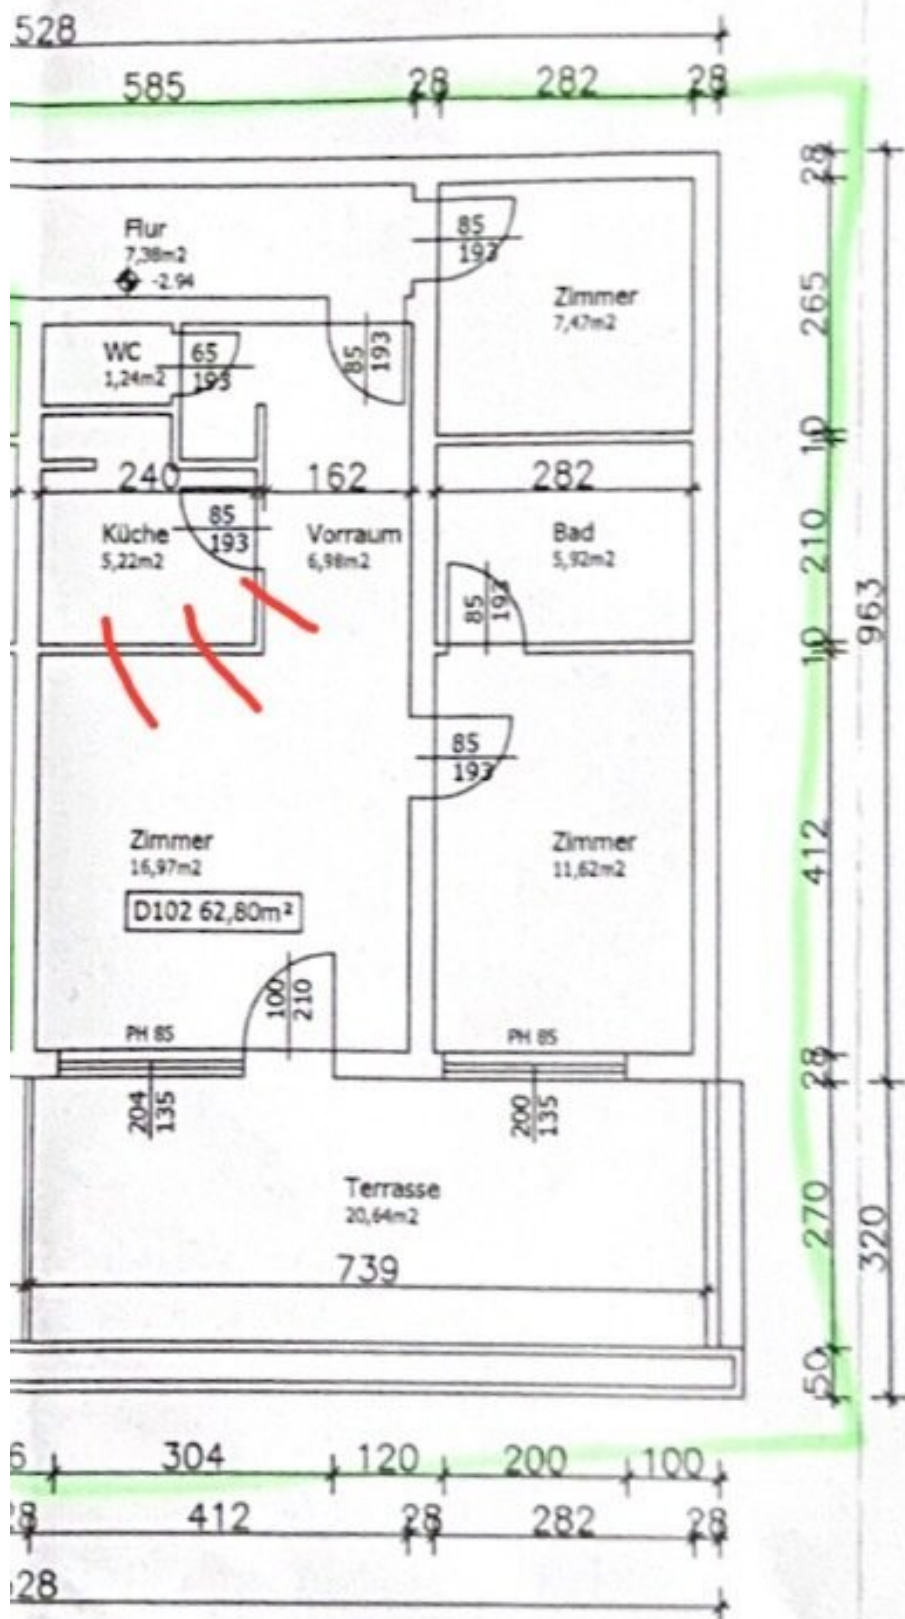 528
585
28
282
28
28
Flur
7,38m2
-2.94
85
193
Zimmer
7,47m2
265
WC
1,24m2
65
193
85
193
10
240
162
282
Küche
5,22m2
85
193
Vorraum
6,98m2
Bad
5,92m2
85
193
210
963
10
85
193
Zimmer
16,97m2
D102 62,80m²
Zimmer
11,62m2
412
100
210
PH 85
PH 85
28
204
135
200
135
Terrasse
20,64m2
270
320
739
50
6
304
120
200
100
28
412
28
282
28
528